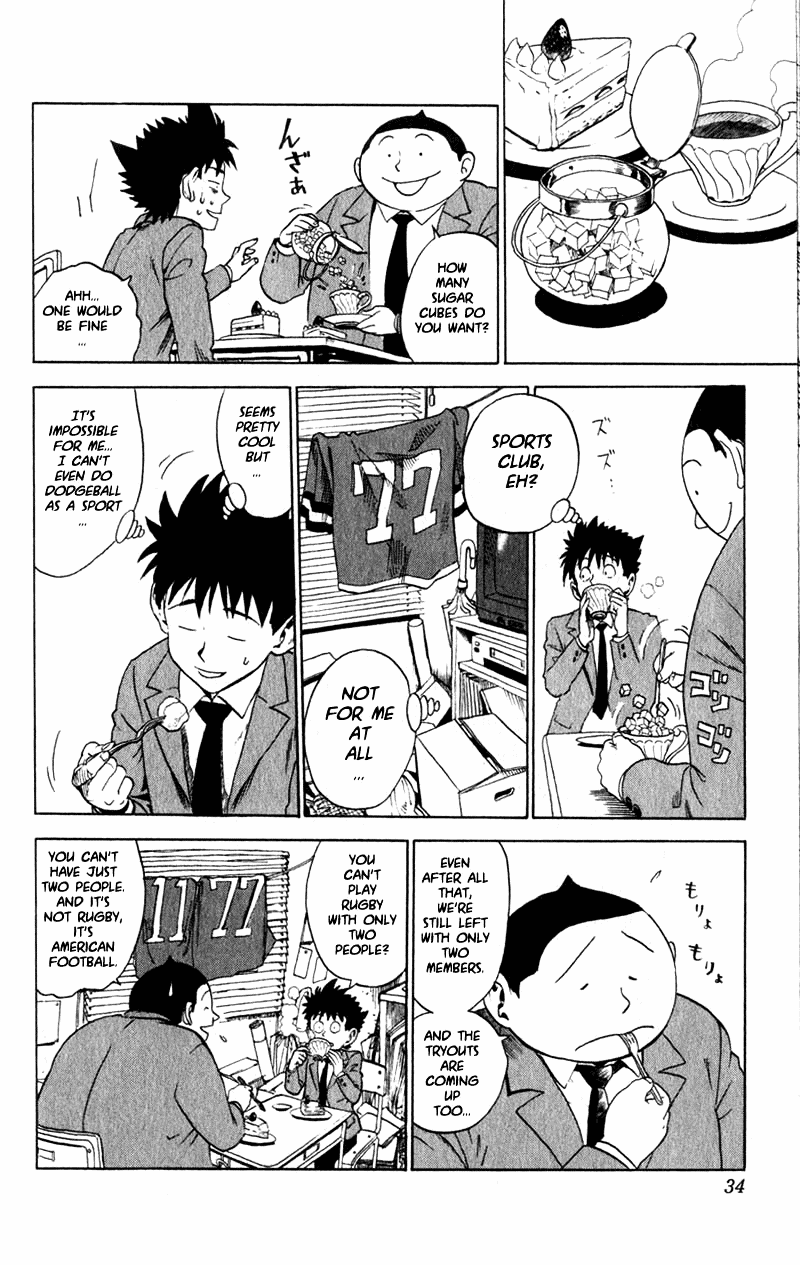 んざあ
HOW
MANY
SUGAR
CUBES DO
YOU WANT?
AHH...
ONE WOULD
BE FINE
...
ズズ...
SPORTS
CLUB,
EH?
ゴリ
ゴリ
77
NOT
FOR ME
AT
ALL
...
SEEMS
PRETTY
COOL
BUT
...
IT'S
IMPOSSIBLE
FOR ME...
I CAN'T
EVEN DO
DODGEBALL
AS A SPORT
...
もりょ
もりょ
EVEN
AFTER ALL
THAT,
WE'RE
STILL LEFT
WITH ONLY
TWO
MEMBERS.
AND THE
TRYOUTS
ARE
COMING
UP
TOO...
YOU
CAN'T
PLAY
RUGBY
WITH ONLY
TWO
PEOPLE?
11 77
YOU CAN'T
HAVE JUST
TWO PEOPLE.
AND IT'S
NOT RUGBY,
IT'S
AMERICAN
FOOTBALL.
34